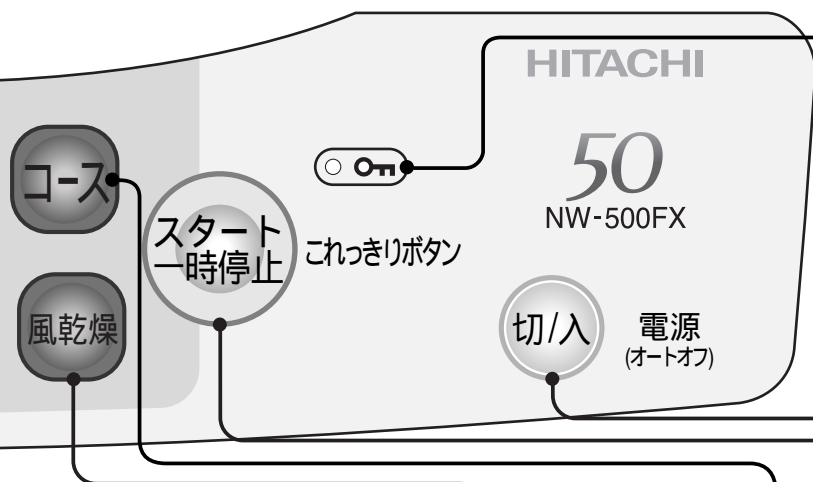 HITACHI
50
NW-500FX
コース
スタート
一時停止
これっきりボタン
風乾燥
切/入
電源
(オートオフ)